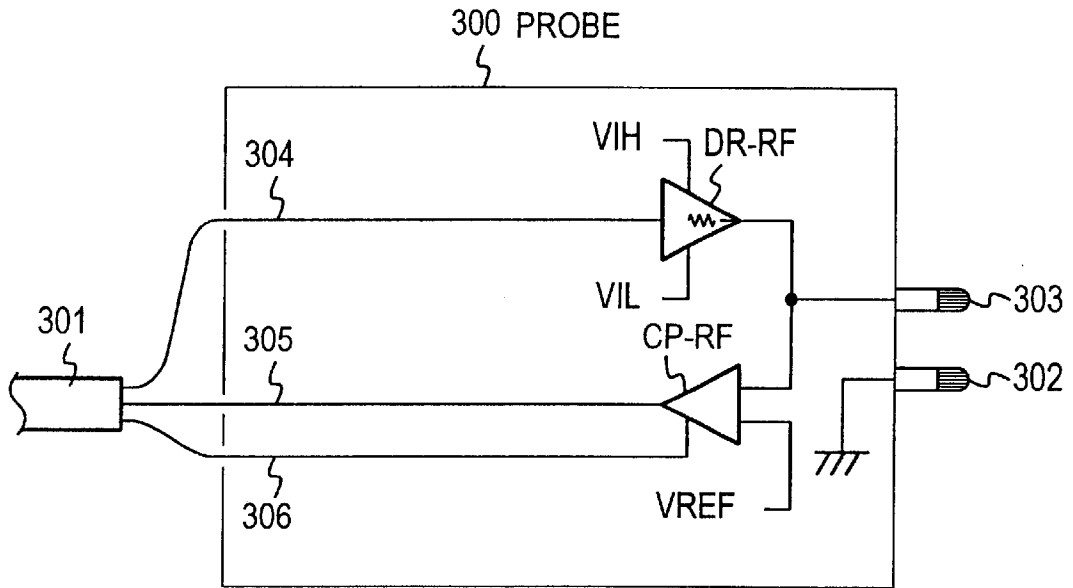 300 PROBE
304
VIH
DR-RF
VIL
303
301
305
CP-RF
302
306
VREF